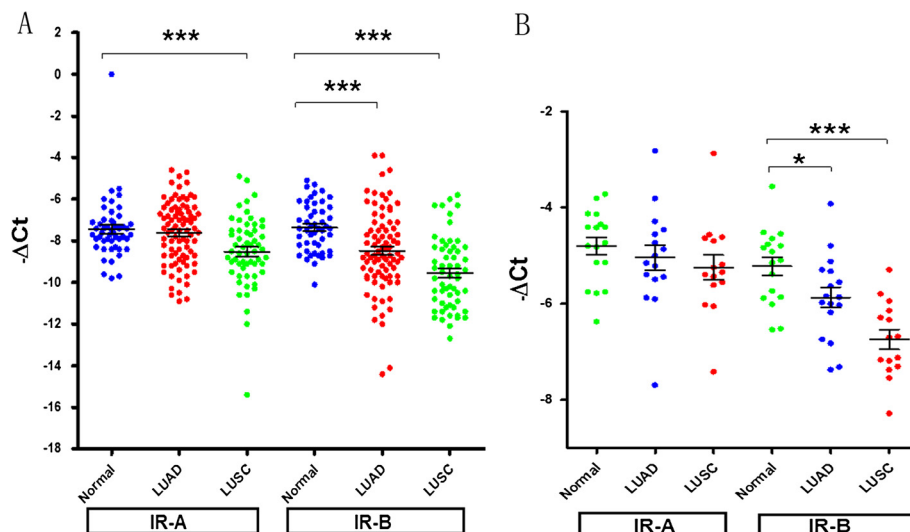 A
B
-2
0
-2
-4
-6
-8
-10
-12
-14
-16
-18
-ΔCt
***
***
***
Normal
LUAD
LUSC
Normal
LUAD
LUSC
IR-A
IR-B
-2
-4
-6
-8
-ΔCt
***
*
Normal
LUAD
LUSC
Normal
LUAD
LUSC
IR-A
IR-B